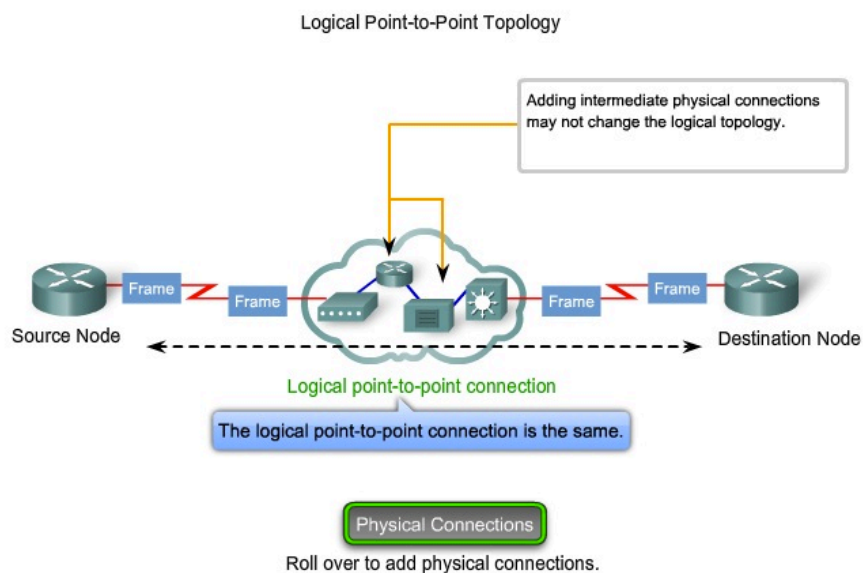 Logical Point-to-Point Topology
Adding intermediate physical connections
may not change the logical topology.
Frame
Frame
Frame
Frame
Source Node
Destination Node
Logical point-to-point connection
The logical point-to-point connection is the same.
Physical Connections
Roll over to add physical connections.